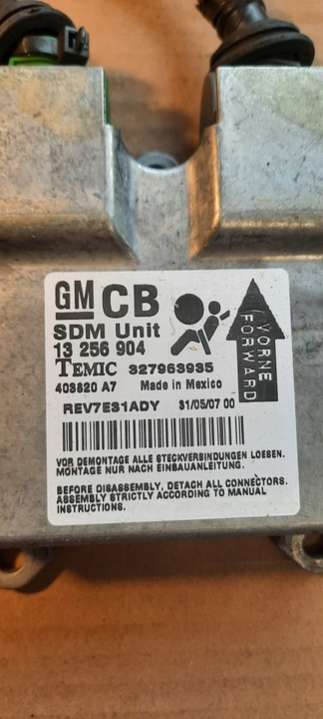 GM CB
SDM Unit
13 256 904
TEMIC 327963935
403620 A7 Made in Mexico
VORNE
FORWARD
REV7E31ADY 31/05/07 00
VOR DEMONTAGE ALLE STECKVERBINDUNGEN LOESEN.
MONTAGE NUR NACH EINBAUANLEITUNG.
BEFORE DISASSEMBLY, DETACH ALL CONNECTORS.
ASSEMBLY STRICTLY ACCORDING TO MANUAL
INSTRUCTIONS.